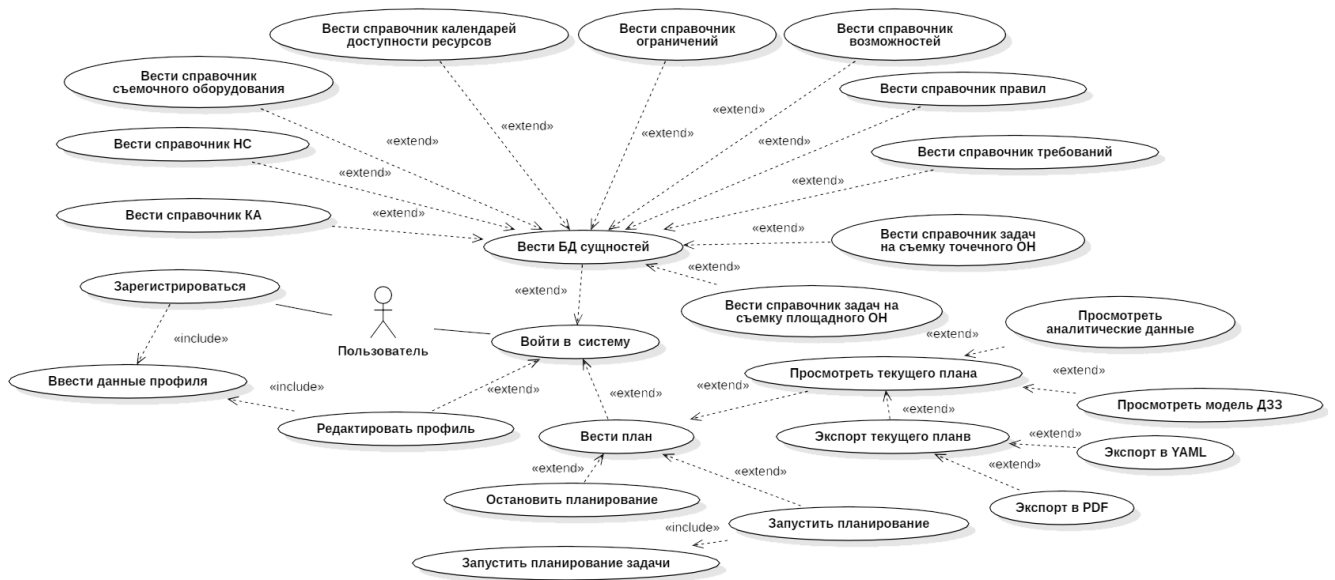 Вести справочник календарей
доступности ресурсов
Вести справочник
ограничений
Вести справочник
возможностей
Вести справочник
съемочного оборудования
Вести справочник правил
«extend»
«extend»
«extend»
«extend»
«extend»
Вести справочник НС
Вести справочник требований
«extend»
«extend»
Вести справочник КА
«extend»
«extend»
Вести БД сущностей
Вести справочник задач
на съемку точечного ОН
«extend»
Зарегистрироваться
«extend»
Вести справочник задач на
съемку площадного ОН
Просмотреть
аналитические данные
«include»
Пользователь
Войти в  систему
«extend»
Ввести данные профиля
«include»
«extend»
«extend»
Просмотреть текущего плана
«extend»
Просмотреть модель ДЗЗ
«extend»
Редактировать профиль
Вести план
Экспорт текущего планв
«extend»
Экспорт в YAML
«extend»
«extend»
«extend»
Остановить планирование
Экспорт в PDF
«include»
Запустить планирование
Запустить планирование задачи